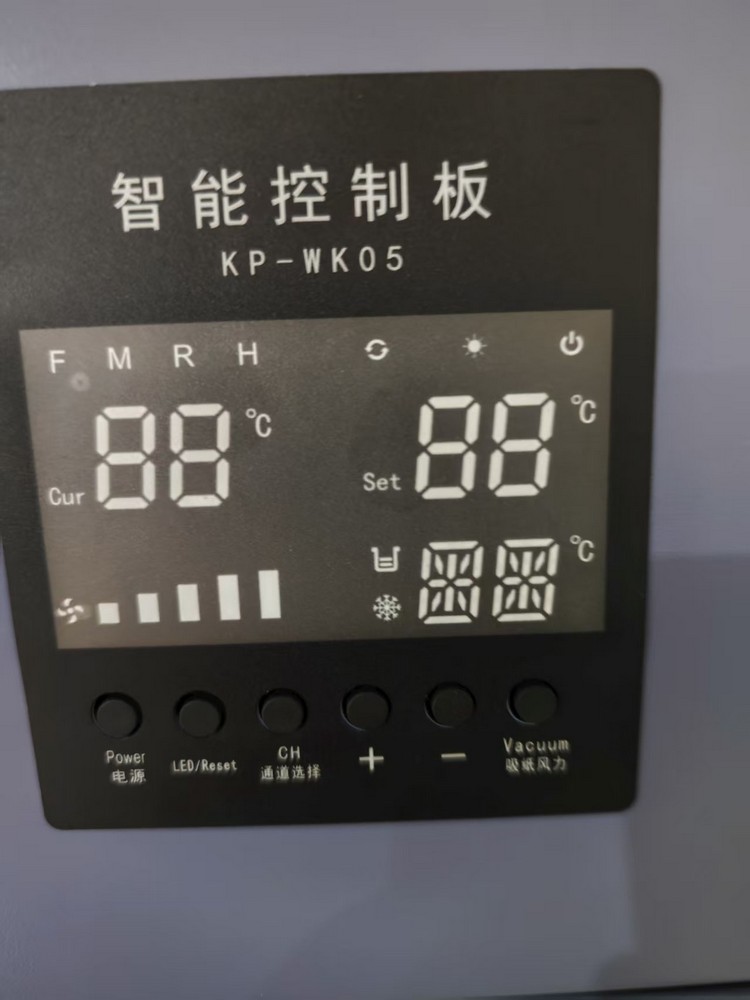 智能控制板
KP-WK05
F M R H
88 ℃
Cur
Set
88 ℃
88 ℃
Power
电源
LED/Reset
CH
通道选择
+
-
Vacuum
吸纸风力